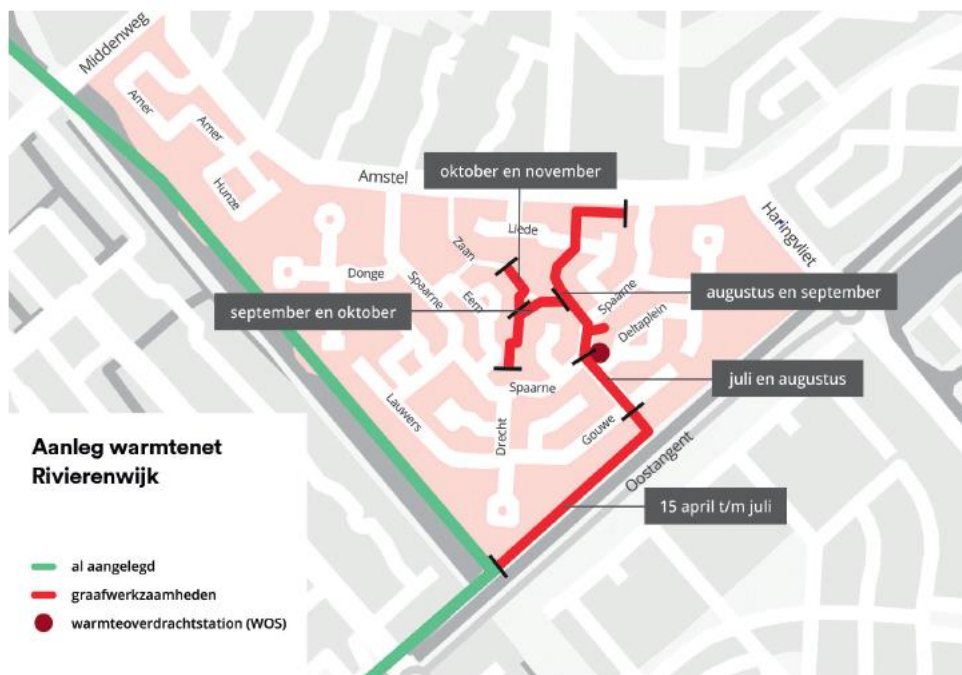 Middenweg
Amer
Amer
Hunze
Amstel
oktober en november
Haringvliet
Liede
Zaan
Donge
Spaarne
Eem
Spaarne
augustus en september
september en oktober
Deltaplein
Spaarne
juli en augustus
Lauwers
Drecht
Gouwe
Oostangent
15 april t/m juli
Aanleg warmtenet
Rivierenwijk
al aangelegd
graafwerkzaamheden
warmteoverdrachtstation (WOS)